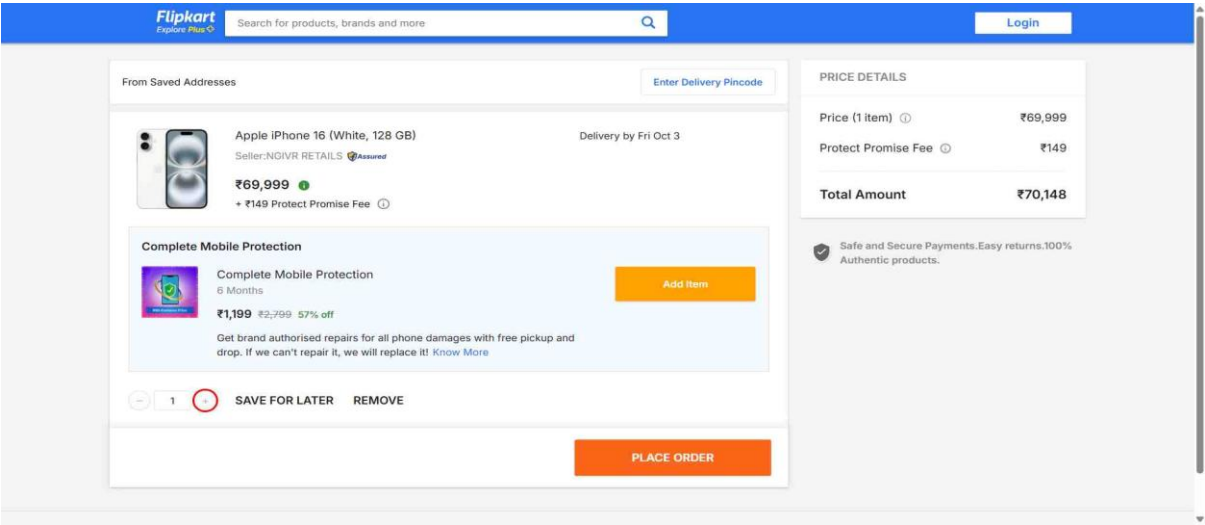 Flipkart
Explore Plus
Search for products, brands and more
Login
From Saved Addresses
Enter Delivery Pincode
Apple iPhone 16 (White, 128 GB)
Delivery by Fri Oct 3
Seller:NGIVR RETAILS Assured
₹69,999
+ ₹149 Protect Promise Fee
Complete Mobile Protection
Complete Mobile Protection
6 Months
₹1,199 ₹2,799 57% off
Add Item
Get brand authorised repairs for all phone damages with free pickup and
drop. If we can't repair it, we will replace it! Know More
− 1 + SAVE FOR LATER REMOVE
PLACE ORDER
PRICE DETAILS
Price (1 item) ₹69,999
Protect Promise Fee ₹149
Total Amount ₹70,148
Safe and Secure Payments.Easy returns.100%
Authentic products.